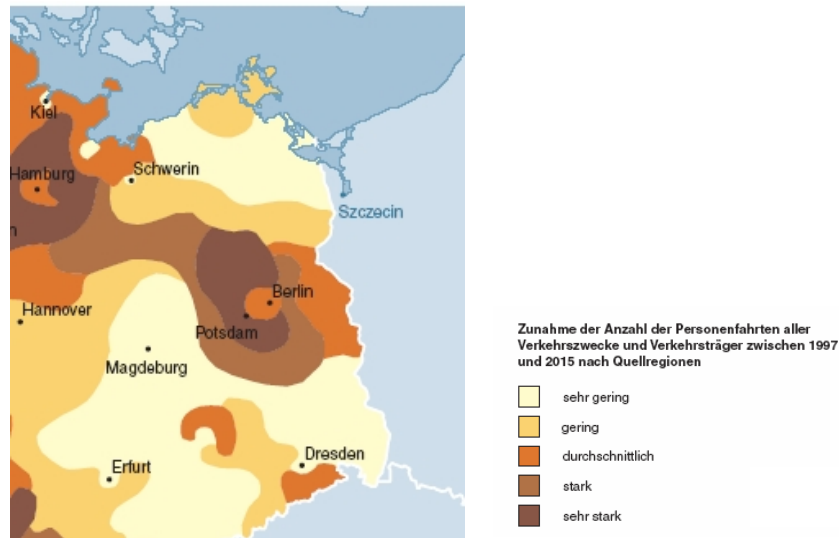 Kiel
Schwerin
Hamburg
Szczecin
n
Berlin
Hannover
Potsdam
Magdeburg
Dresden
Erfurt
Zunahme der Anzahl der Personenfahrten aller
Verkehrszwecke und Verkehrsträger zwischen 1997
und 2015 nach Quellregionen
sehr gering
gering
durchschnittlich
stark
sehr stark